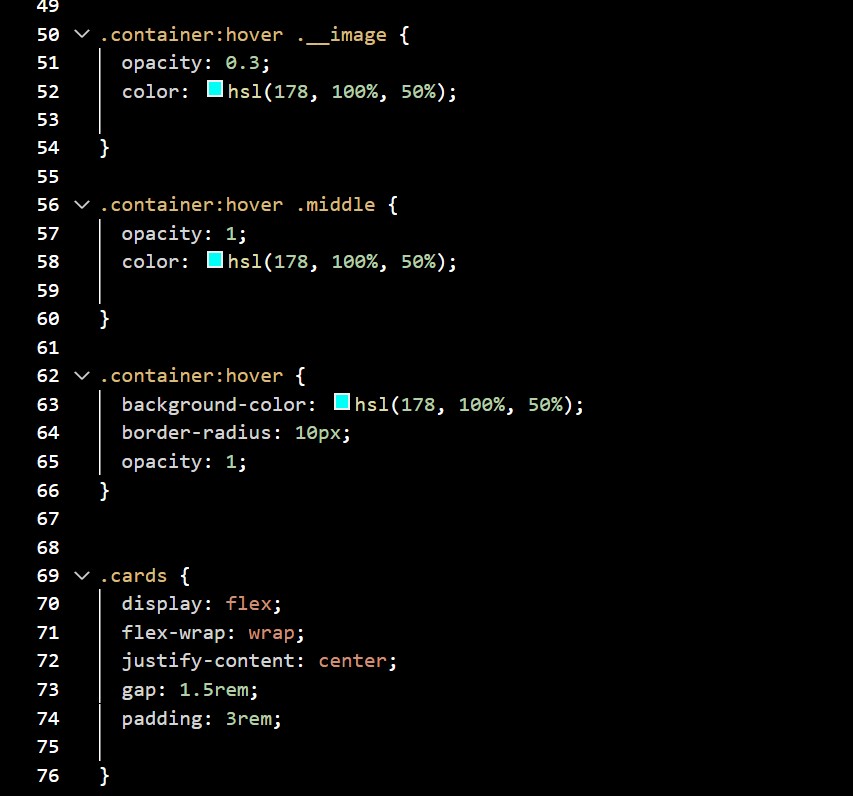 49
50 .container:hover .__image {
51 opacity: 0.3;
52 color: hsl(178, 100%, 50%);
53
54 }
55
56 .container:hover .middle {
57 opacity: 1;
58 color: hsl(178, 100%, 50%);
59
60 }
61
62 .container:hover {
63 background-color: hsl(178, 100%, 50%);
64 border-radius: 10px;
65 opacity: 1;
66 }
67
68
69 .cards {
70 display: flex;
71 flex-wrap: wrap;
72 justify-content: center;
73 gap: 1.5rem;
74 padding: 3rem;
75
76 }